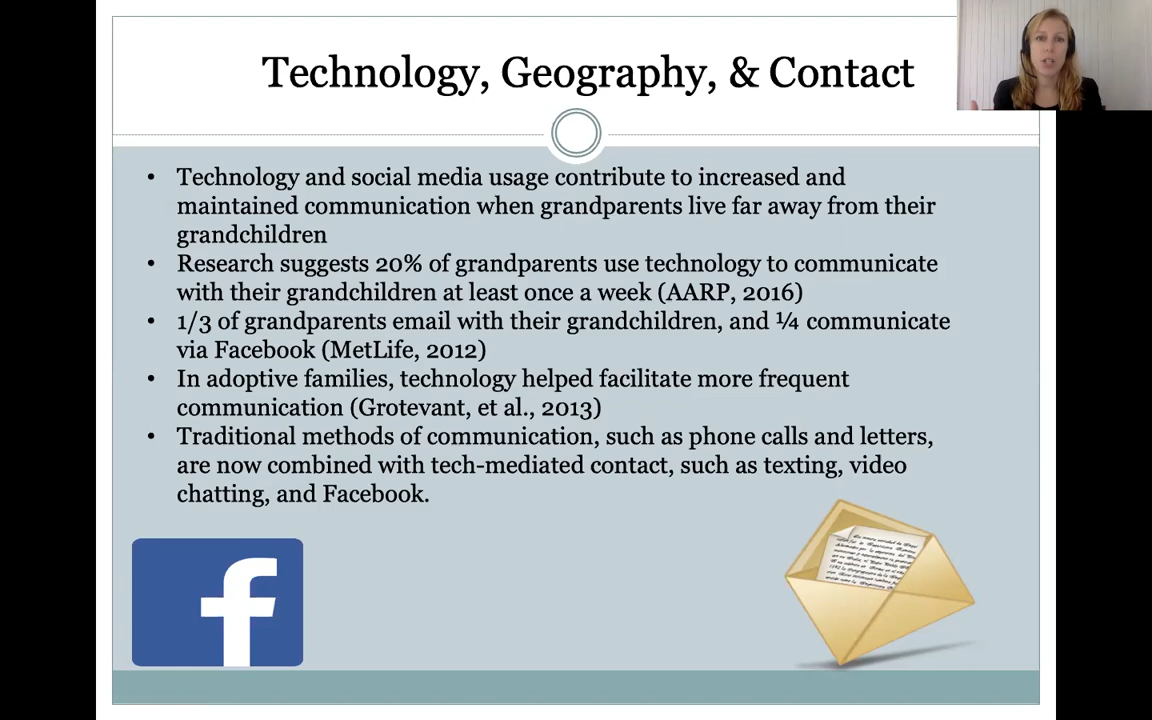 Technology, Geography, & Contact
• Technology and social media usage contribute to increased and
maintained communication when grandparents live far away from their
grandchildren
• Research suggests 20% of grandparents use technology to communicate
with their grandchildren at least once a week (AARP, 2016)
• 1/3 of grandparents email with their grandchildren, and ¼ communicate
via Facebook (MetLife, 2012)
• In adoptive families, technology helped facilitate more frequent
communication (Grotevant, et al., 2013)
• Traditional methods of communication, such as phone calls and letters,
are now combined with tech-mediated contact, such as texting, video
chatting, and Facebook.
f